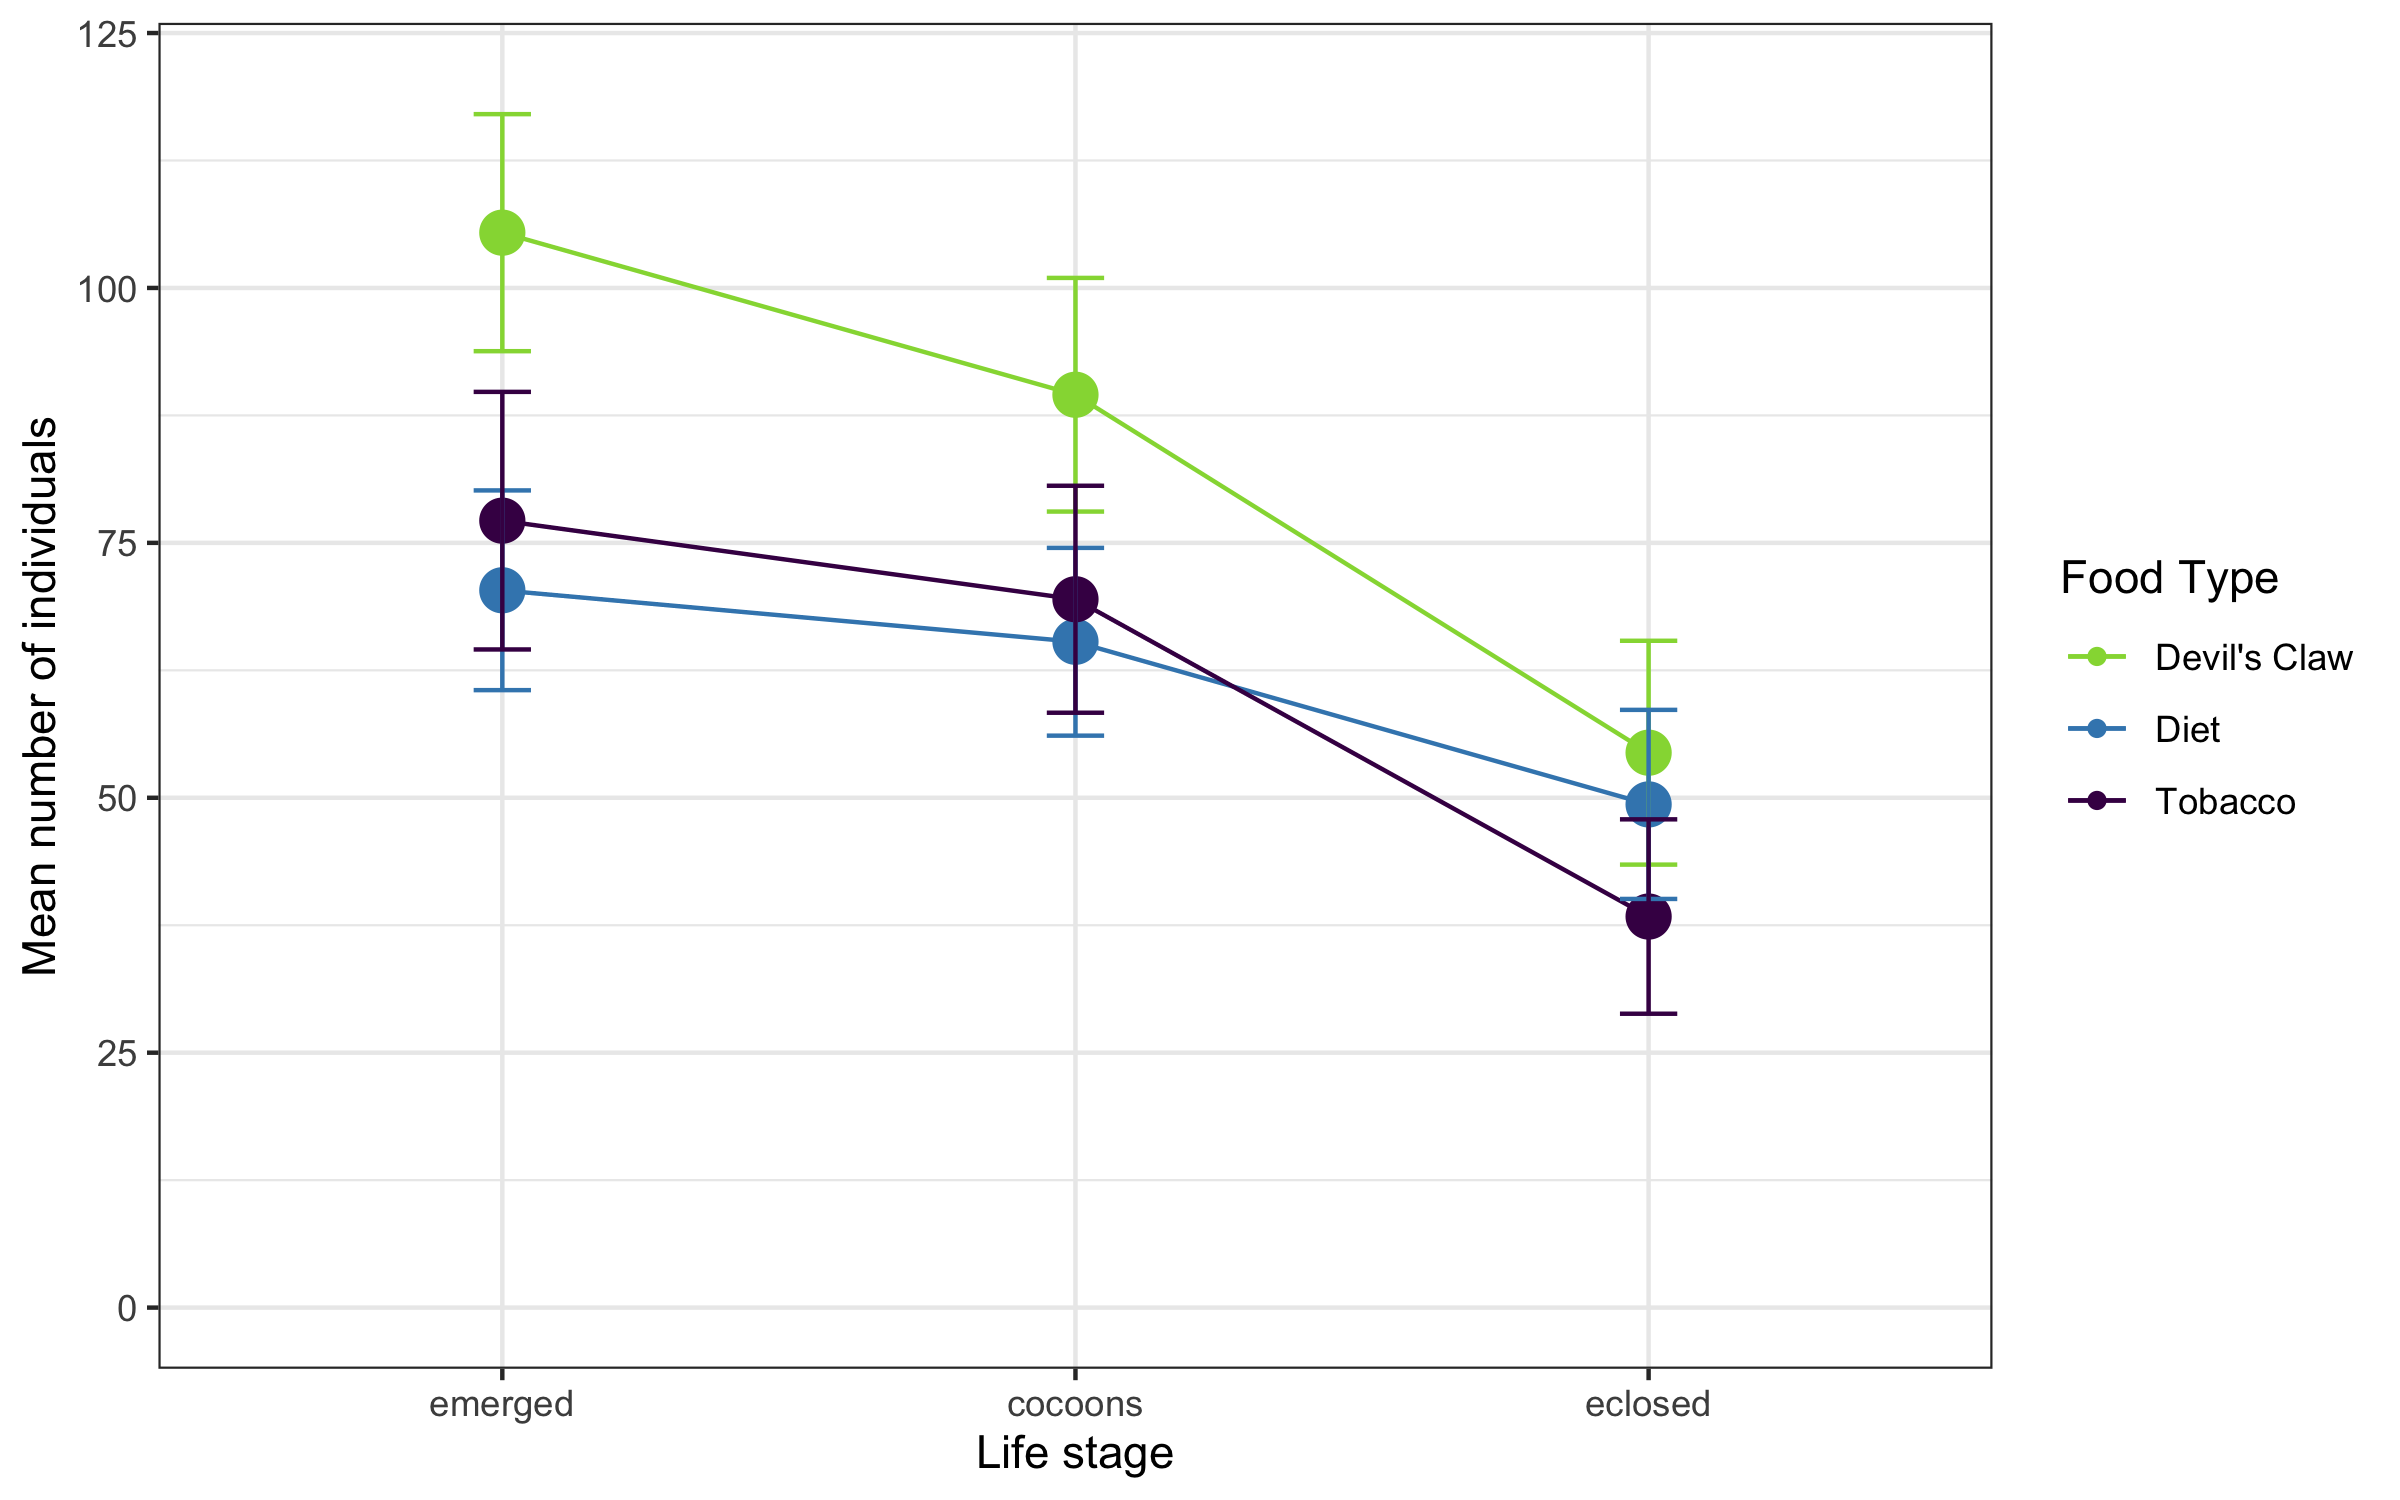 Mean number of individuals
125
100
75
50
25
0
emerged cocoons eclosed
Life stage
Food Type
Devil's Claw
Diet
Tobacco